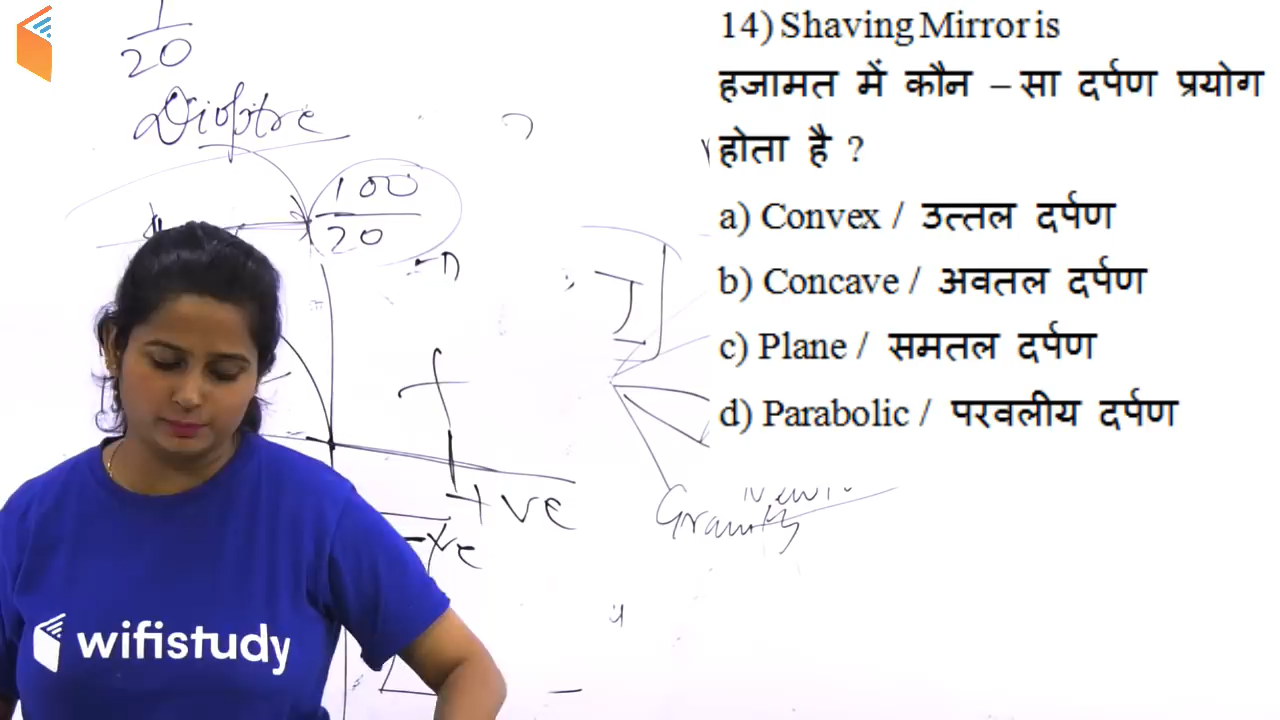 1
20
Dioptre
100
20
-n
+ve
-ve
Gravity
wifistudy
14) Shaving Mirror is
हजामत में कौन – सा दर्पण प्रयोग
होता है ?
a) Convex / उत्तल दर्पण
b) Concave / अवतल दर्पण
c) Plane / समतल दर्पण
d) Parabolic / परवलीय दर्पण